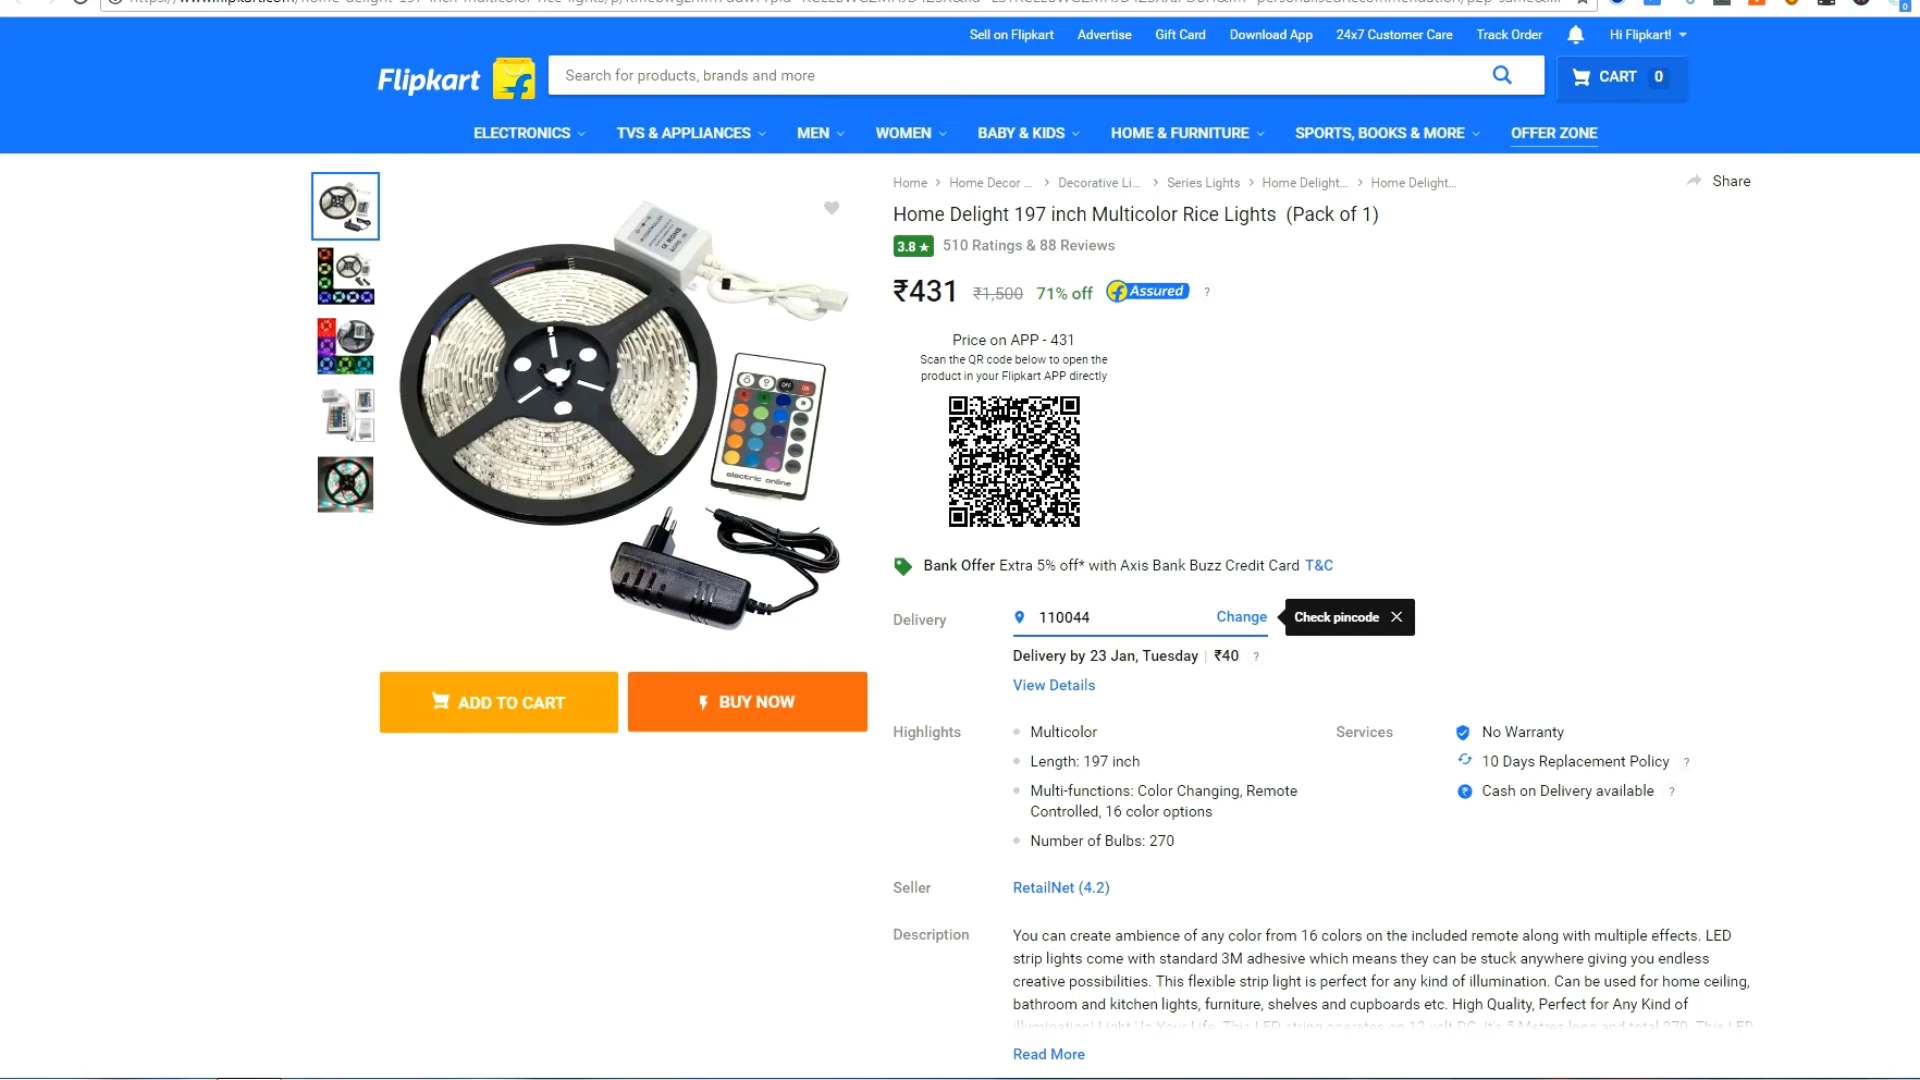 Sell on Flipkart Advertise Gift Card Download App 24x7 Customer Care Track Order Hi Flipkart!
Flipkart
Search for products, brands and more
CART 0
ELECTRONICS TVS & APPLIANCES MEN WOMEN BABY & KIDS HOME & FURNITURE SPORTS, BOOKS & MORE OFFER ZONE
Home > Home Decor ... > Decorative Li... > Series Lights > Home Delight... > Home Delight...
Share
Home Delight 197 inch Multicolor Rice Lights (Pack of 1)
3.8 ★ 510 Ratings & 88 Reviews
₹431 ₹1,500 71% off Assured ?
Price on APP - 431
Scan the QR code below to open the
product in your Flipkart APP directly
OFF ON
electric online
Bank Offer Extra 5% off* with Axis Bank Buzz Credit Card T&C
Delivery 110044 Change Check pincode
Delivery by 23 Jan, Tuesday | ₹40 ?
View Details
ADD TO CART BUY NOW
Highlights
Multicolor
Length: 197 inch
Multi-functions: Color Changing, Remote
Controlled, 16 color options
Number of Bulbs: 270
Services
No Warranty
10 Days Replacement Policy ?
Cash on Delivery available ?
Seller RetailNet (4.2)
Description
You can create ambience of any color from 16 colors on the included remote along with multiple effects. LED
strip lights come with standard 3M adhesive which means they can be stuck anywhere giving you endless
creative possibilities. This flexible strip light is perfect for any kind of illumination. Can be used for home ceiling,
bathroom and kitchen lights, furniture, shelves and cupboards etc. High Quality, Perfect for Any Kind of
Read More